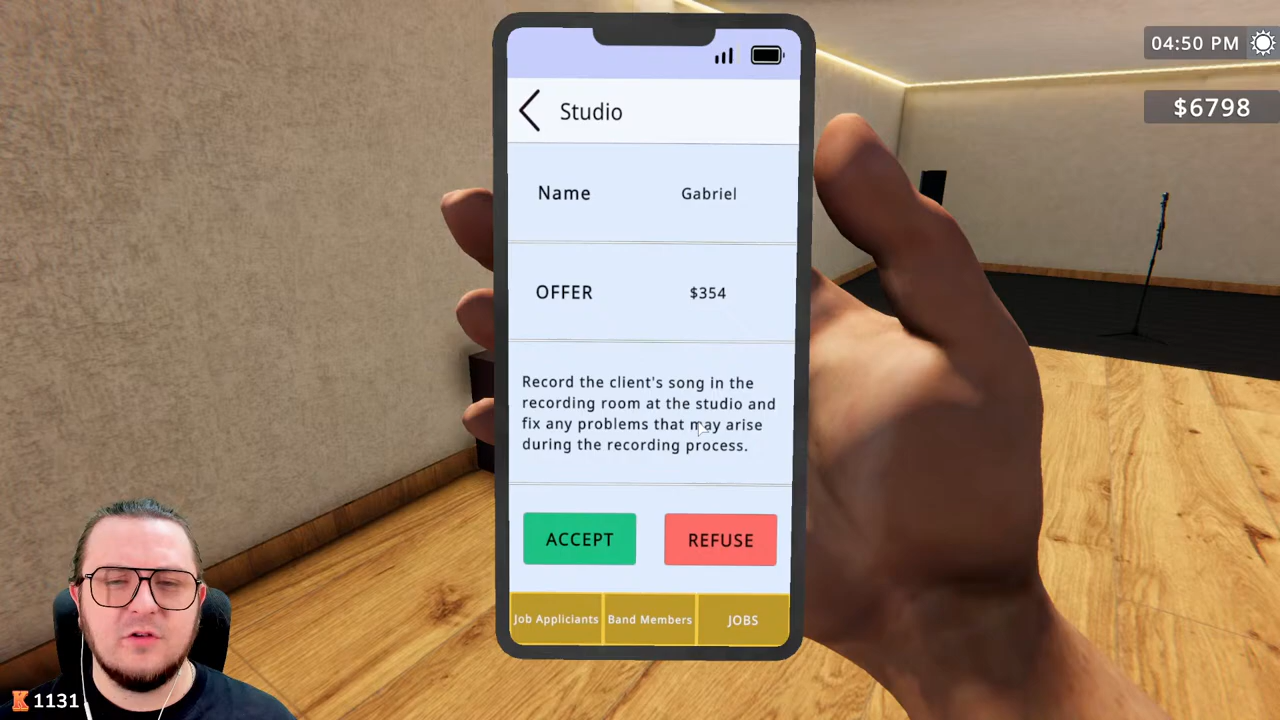 04:50 PM
$6798
Studio
Name Gabriel
OFFER $354
Record the client's song in the
recording room at the studio and
fix any problems that may arise
during the recording process.
ACCEPT REFUSE
Job Appliciants Band Members JOBS
K 1131